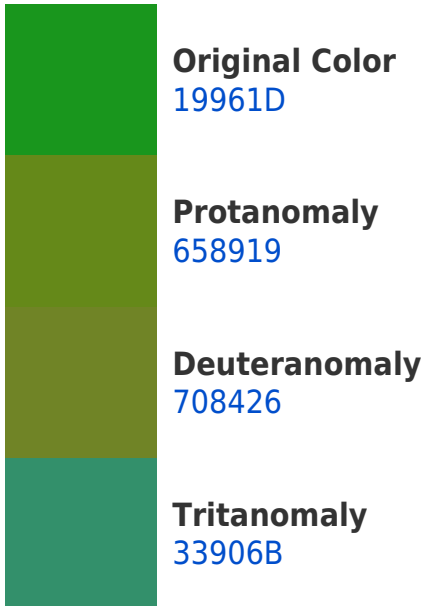 Original Color
19961D
Protanomaly
658919
Deuteranomaly
708426
Tritanomaly
33906B